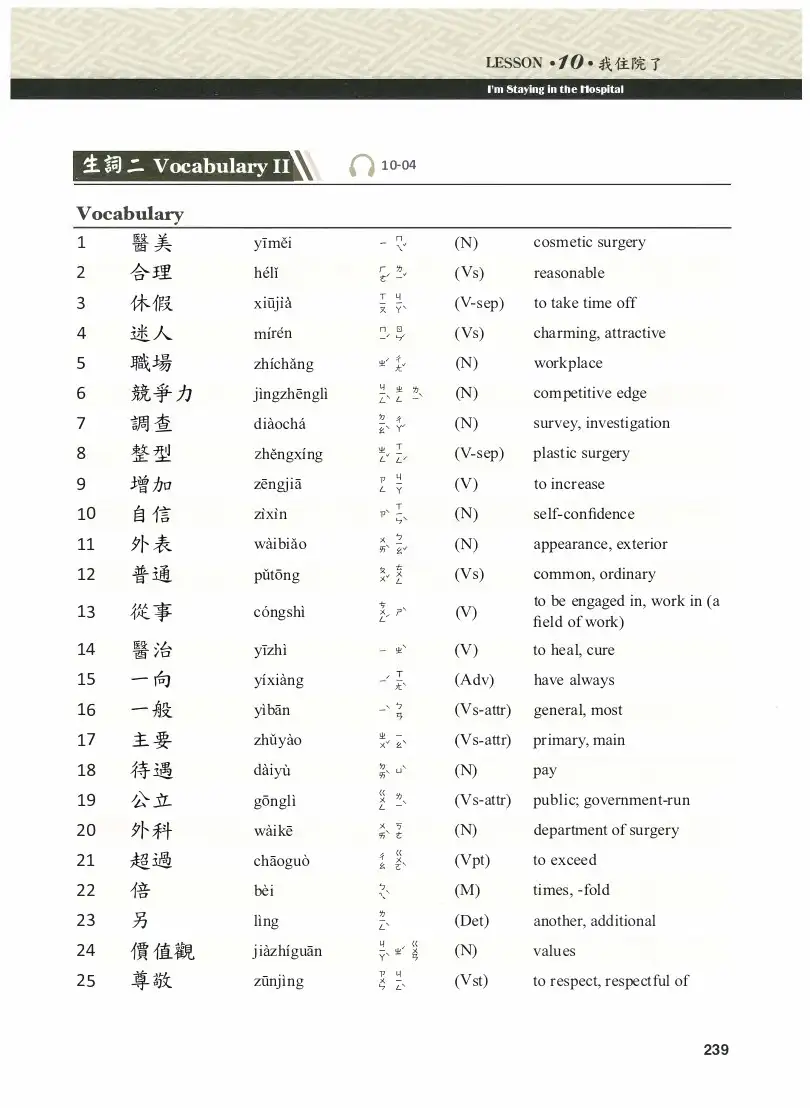 LESSON • 10 • 我住院了
I'm Staying in the Hospital
生詞二 Vocabulary II 10-04
Vocabulary
1 醫美 yīměi ㄧ ㄇㄟˇ (N) cosmetic surgery
2 合理 hélǐ ㄏㄜˊ ㄌㄧˇ (Vs) reasonable
3 休假 xiūjià ㄒㄧㄡ ㄐㄧㄚˋ (V-sep) to take time off
4 迷人 mírén ㄇㄧˊ ㄖㄣˊ (Vs) charming, attractive
5 職場 zhíchǎng ㄓˊ ㄔㄤˇ (N) workplace
6 競爭力 jìngzhēnglì ㄐㄧㄥˋ ㄓㄥ ㄌㄧˋ (N) competitive edge
7 調查 diàochá ㄉㄧㄠˋ ㄔㄚˊ (N) survey, investigation
8 整型 zhěngxíng ㄓㄥˇ ㄒㄧㄥˊ (V-sep) plastic surgery
9 增加 zēngjiā ㄗㄥ ㄐㄧㄚ (V) to increase
10 自信 zìxìn ㄗˋ ㄒㄧㄣˋ (N) self-confidence
11 外表 wàibiǎo ㄨㄞˋ ㄅㄧㄠˇ (N) appearance, exterior
12 普通 pǔtōng ㄆㄨˇ ㄊㄨㄥ (Vs) common, ordinary
13 從事 cóngshì ㄘㄨㄥˊ ㄕˋ (V) to be engaged in, work in (a
field of work)
14 醫治 yīzhì ㄧ ㄓˋ (V) to heal, cure
15 一向 yíxiàng ㄧˊ ㄒㄧㄤˋ (Adv) have always
16 一般 yìbān ㄧˋ ㄅㄢ (Vs-attr) general, most
17 主要 zhǔyào ㄓㄨˇ ㄧㄠˋ (Vs-attr) primary, main
18 待遇 dàiyù ㄉㄞˋ ㄩˋ (N) pay
19 公立 gōnglì ㄍㄨㄥ ㄌㄧˋ (Vs-attr) public; government-run
20 外科 wàikē ㄨㄞˋ ㄎㄜ (N) department of surgery
21 超過 chāoguò ㄔㄠ ㄍㄨㄛˋ (Vpt) to exceed
22 倍 bèi ㄅㄟˋ (M) times, -fold
23 另 lìng ㄌㄧㄥˋ (Det) another, additional
24 價值觀 jiàzhíguān ㄐㄧㄚˋ ㄓˊ ㄍㄨㄢ (N) values
25 尊敬 zūnjìng ㄗㄨㄣ ㄐㄧㄥˋ (Vst) to respect, respectful of
239